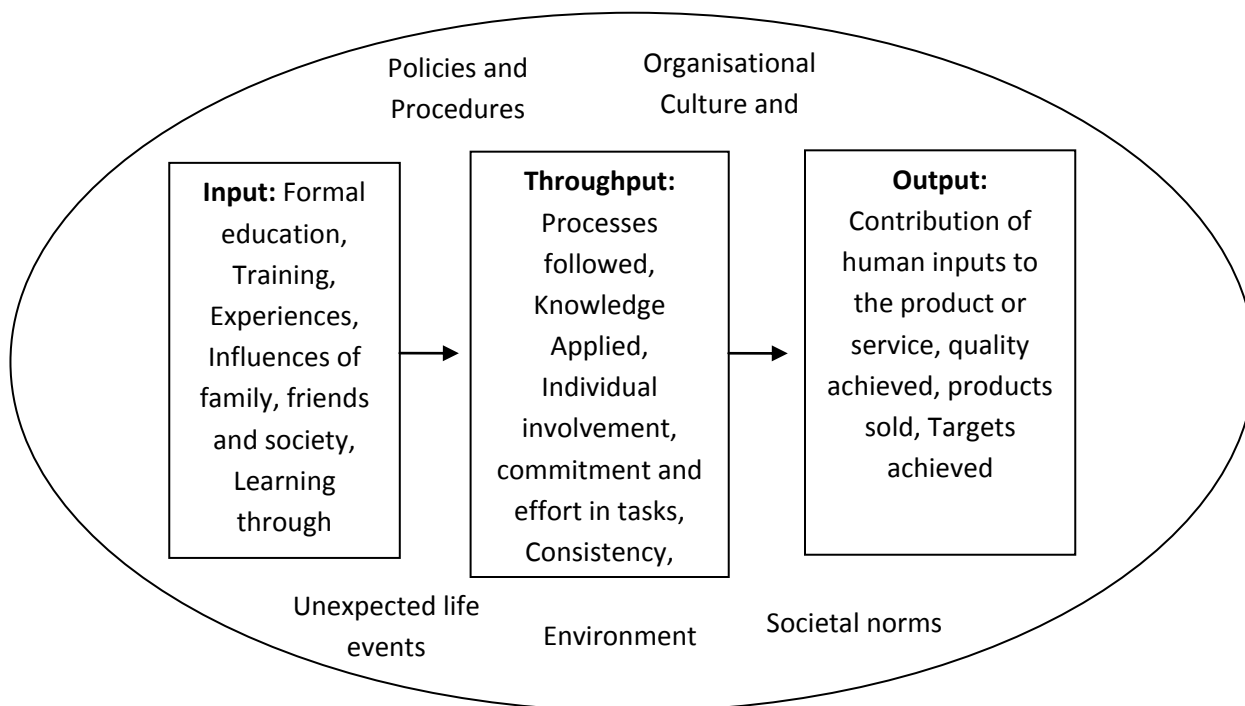 Policies and
Procedures
Organisational
Culture and
Input: Formal
education,
Training,
Experiences,
Influences of
family, friends
and society,
Learning
through
Throughput:
Processes
followed,
Knowledge
Applied,
Individual
involvement,
commitment and
effort in tasks,
Consistency,
Output:
Contribution of
human inputs to
the product or
service, quality
achieved, products
sold, Targets
achieved
Unexpected life
events
Environment
Societal norms